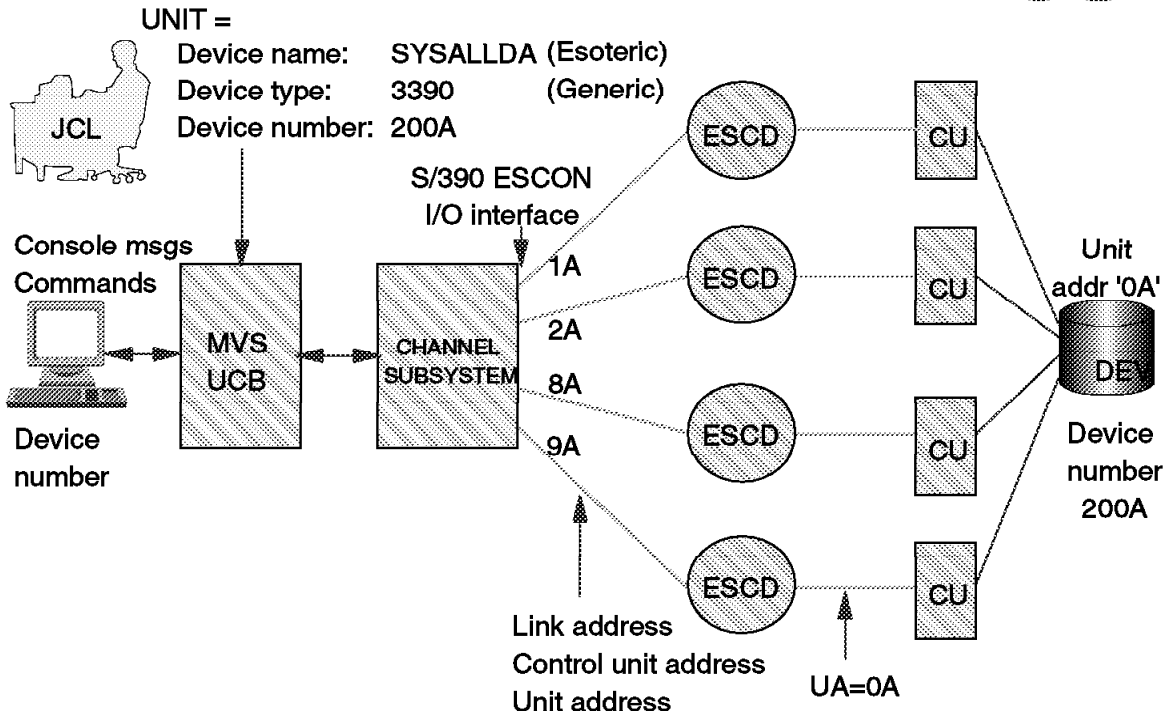 UNIT =
Device name: SYSALLDA (Esoteric)
Device type: 3390 (Generic)
Device number: 200A
JCL
S/390 ESCON
I/O interface
Console msgs
Commands
Device
number
MVS
UCB
CHANNEL
SUBSYSTEM
1A
2A
8A
9A
ESCD
CU
ESCD
CU
ESCD
CU
ESCD
CU
Unit
addr '0A'
DEV
Device
number
200A
Link address
Control unit address
Unit address
UA=0A